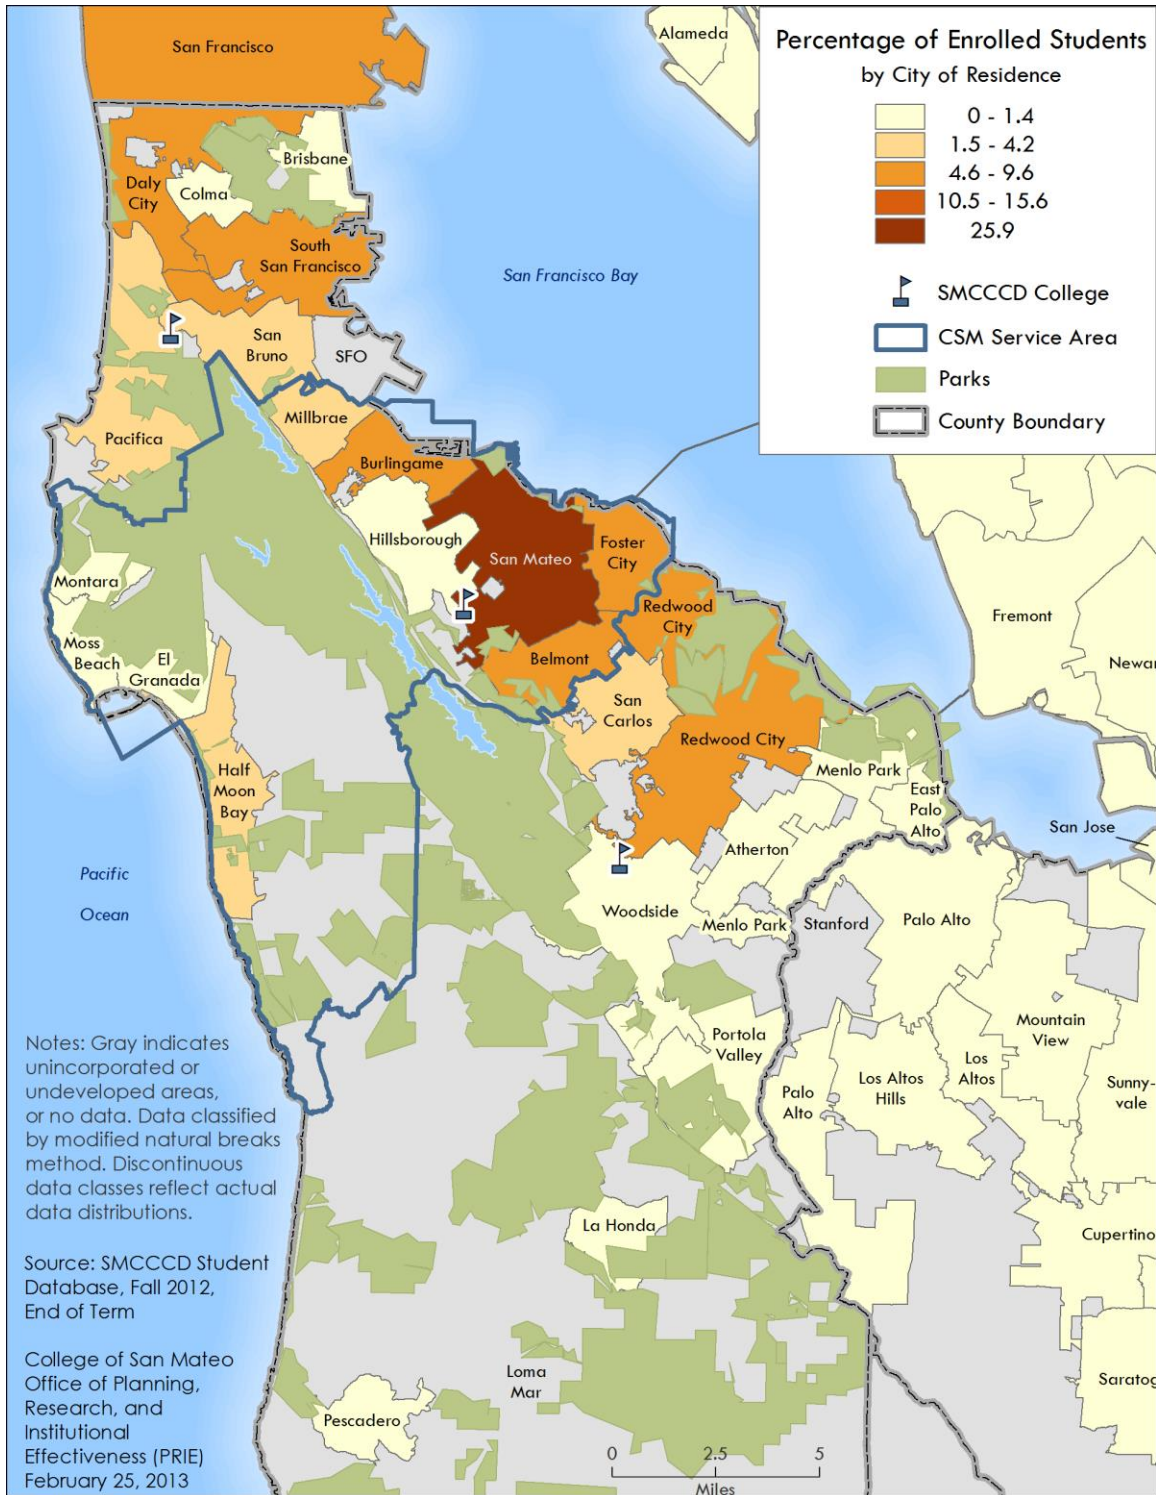 Percentage of Enrolled Students
by City of Residence
0 - 1.4
1.5 - 4.2
4.6 - 9.6
10.5 - 15.6
25.9
SMCCCD College
CSM Service Area
Parks
County Boundary
San Francisco
Alameda
Brisbane
Daly
City
Colma
South
San Francisco
San Francisco Bay
San
Bruno
SFO
Millbrae
Pacifica
Burlingame
Hillsborough
San Mateo
Foster
City
Montara
Redwood
City
Fremont
Moss
Beach
El
Granada
Belmont
Newar
San
Carlos
Redwood City
Half
Moon
Bay
Menlo Park
East
Palo
Alto
San Jose
Atherton
Pacific
Ocean
Woodside
Menlo Park
Stanford
Palo Alto
Portola
Valley
Mountain
View
Los
Altos
Palo
Alto
Los Altos
Hills
Sunny-
vale
La Honda
Cupertino
Loma
Mar
Saratog
Pescadero
Notes: Gray indicates
unincorporated or
undeveloped areas,
or no data. Data classified
by modified natural breaks
method. Discontinuous
data classes reflect actual
data distributions.
Source: SMCCCD Student
Database, Fall 2012,
End of Term
College of San Mateo
Office of Planning,
Research, and
Institutional
Effectiveness (PRIE)
February 25, 2013
0 2.5 5
Miles